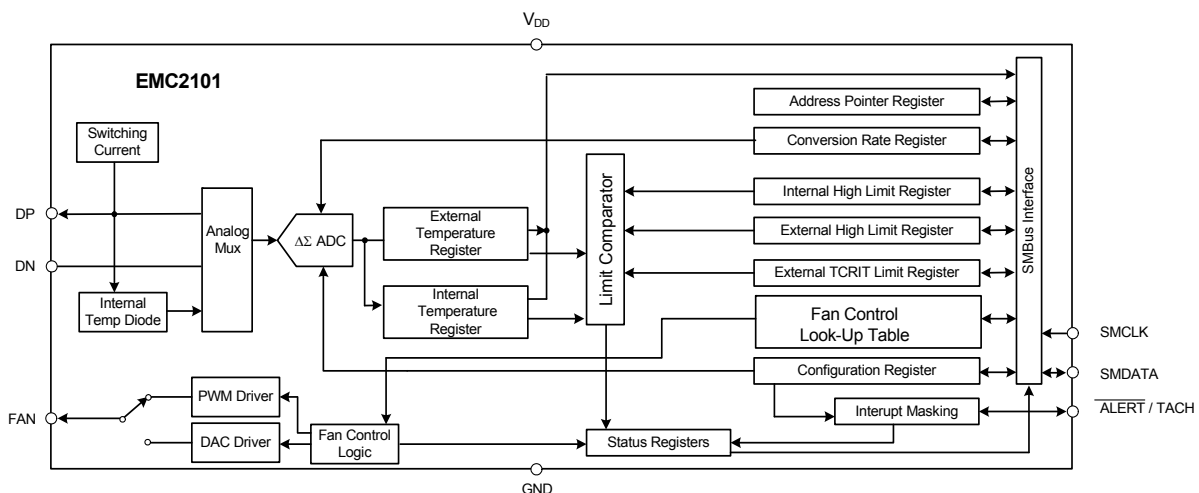 VDD
EMC2101
Switching
Current
DP
DN
Analog
Mux
Internal
Temp Diode
ΔΣ ADC
External
Temperature
Register
Internal
Temperature
Register
Limit Comparator
Address Pointer Register
Conversion Rate Register
Internal High Limit Register
External High Limit Register
External TCRIT Limit Register
Fan Control
Look-Up Table
Configuration Register
Interupt Masking
SMBus Interface
SMCLK
SMDATA
ALERT / TACH
FAN
PWM Driver
DAC Driver
Fan Control
Logic
Status Registers
GND